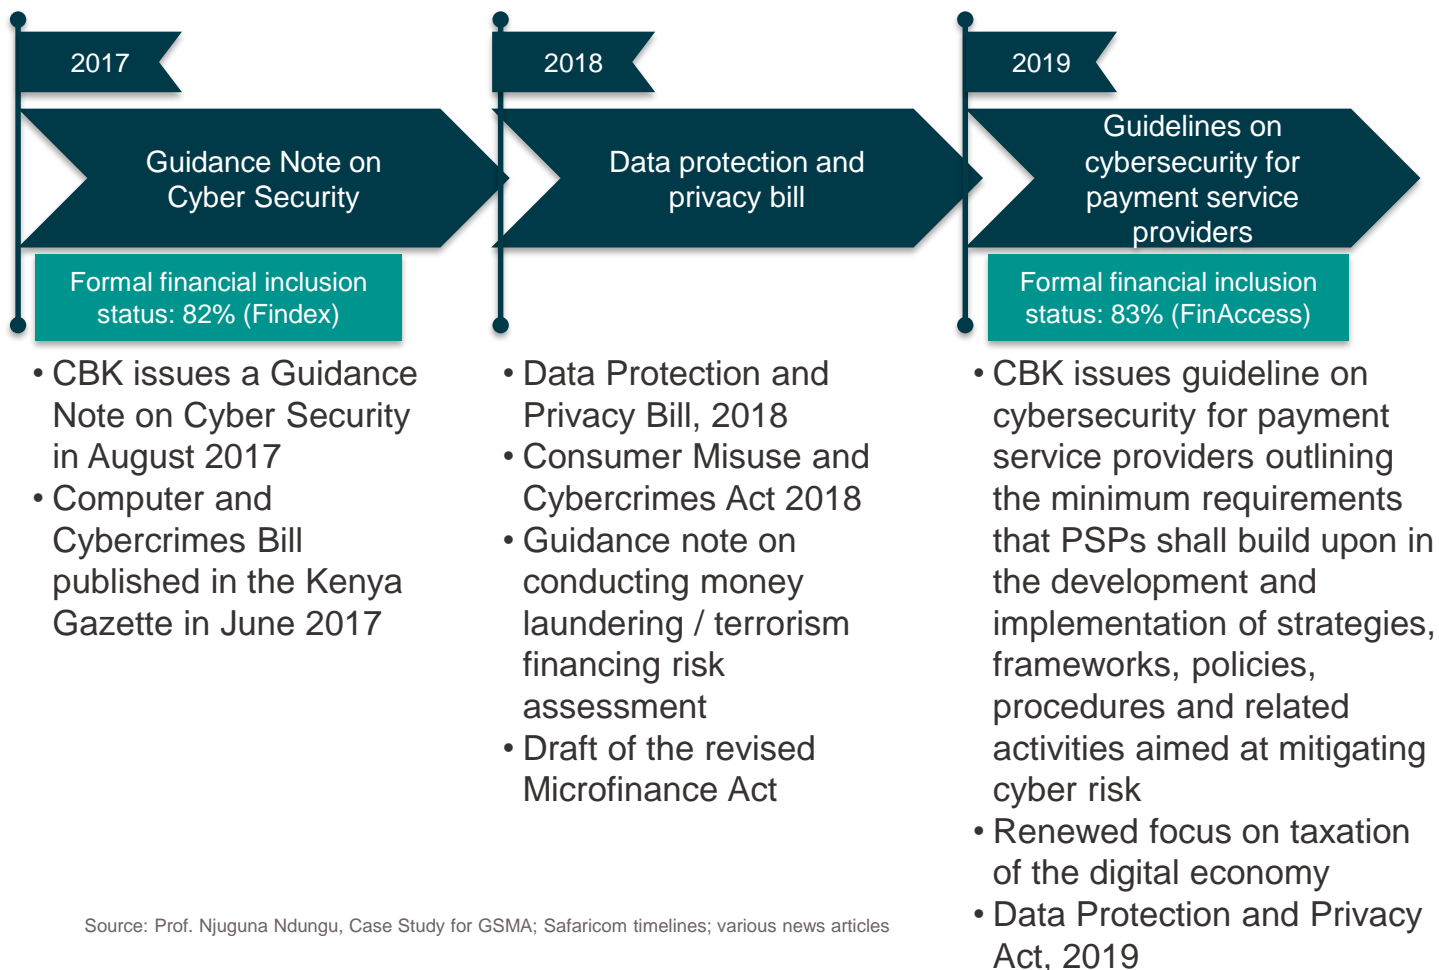 2017
Guidance Note on
Cyber Security
Formal financial inclusion
status: 82% (Findex)
• CBK issues a Guidance
Note on Cyber Security
in August 2017
• Computer and
Cybercrimes Bill
published in the Kenya
Gazette in June 2017
2018
Data protection and
privacy bill
• Data Protection and
Privacy Bill, 2018
• Consumer Misuse and
Cybercrimes Act 2018
• Guidance note on
conducting money
laundering / terrorism
financing risk
assessment
• Draft of the revised
Microfinance Act
2019
Guidelines on
cybersecurity for
payment service
providers
Formal financial inclusion
status: 83% (FinAccess)
• CBK issues guideline on
cybersecurity for payment
service providers outlining
the minimum requirements
that PSPs shall build upon in
the development and
implementation of strategies,
frameworks, policies,
procedures and related
activities aimed at mitigating
cyber risk
• Renewed focus on taxation
of the digital economy
• Data Protection and Privacy
Act, 2019
Source: Prof. Njuguna Ndungu, Case Study for GSMA; Safaricom timelines; various news articles